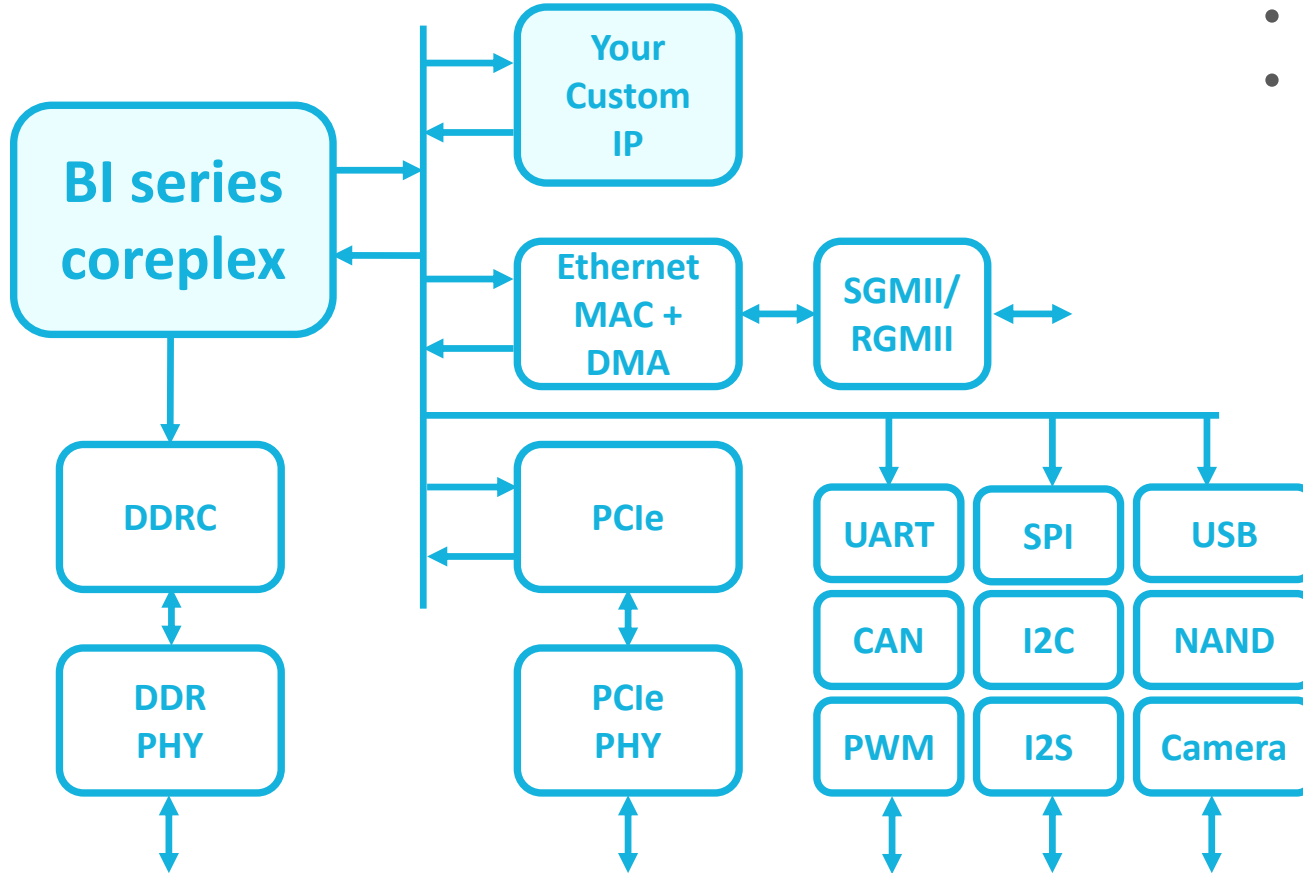 Your
Custom
IP
BI series
coreplex
Ethernet
MAC +
DMA
SGMII/
RGMII
DDRC
PCIe
UART
SPI
USB
CAN
I2C
NAND
DDR
PHY
PCIe
PHY
PWM
I2S
Camera